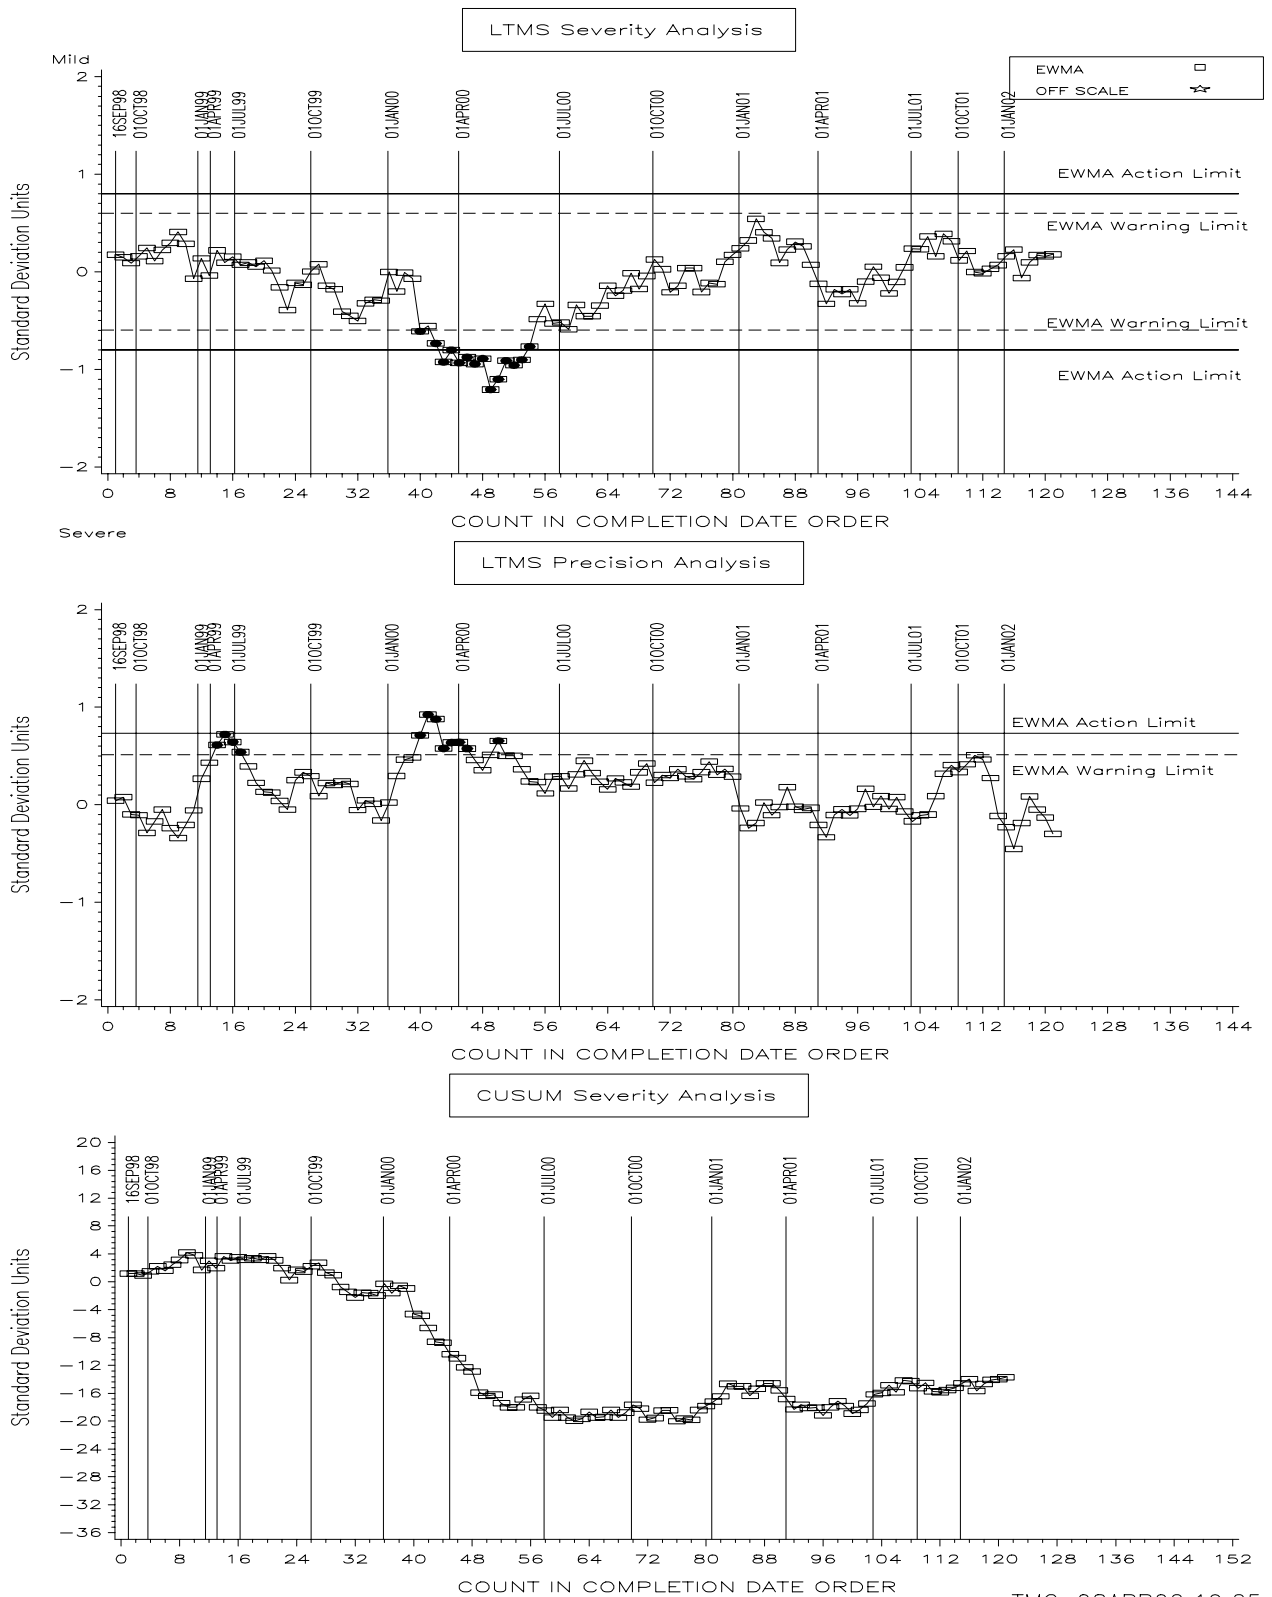 LTMS Severity Analysis
Mild
EWMA
OFF SCALE
2
1
0
−1
−2
Standard Deviation Units
16SEP98
01OCT98
01JAN99
01APR99
01JUL99
01OCT99
01JAN00
01APR00
01JUL00
01OCT00
01JAN01
01APR01
01JUL01
01OCT01
01JAN02
EWMA Action Limit
EWMA Warning Limit
EWMA Warning Limit
EWMA Action Limit
0 8 16 24 32 40 48 56 64 72 80 88 96 104 112 120 128 136 144
COUNT IN COMPLETION DATE ORDER
Severe
LTMS Precision Analysis
2
1
0
−1
−2
Standard Deviation Units
16SEP98
01OCT98
01JAN99
01APR99
01JUL99
01OCT99
01JAN00
01APR00
01JUL00
01OCT00
01JAN01
01APR01
01JUL01
01OCT01
01JAN02
EWMA Action Limit
EWMA Warning Limit
0 8 16 24 32 40 48 56 64 72 80 88 96 104 112 120 128 136 144
COUNT IN COMPLETION DATE ORDER
CUSUM Severity Analysis
20
16
12
8
4
0
−4
−8
−12
−16
−20
−24
−28
−32
−36
Standard Deviation Units
16SEP98
01OCT98
01JAN99
01APR99
01JUL99
01OCT99
01JAN00
01APR00
01JUL00
01OCT00
01JAN01
01APR01
01JUL01
01OCT01
01JAN02
0 8 16 24 32 40 48 56 64 72 80 88 96 104 112 120 128 136 144 152
COUNT IN COMPLETION DATE ORDER